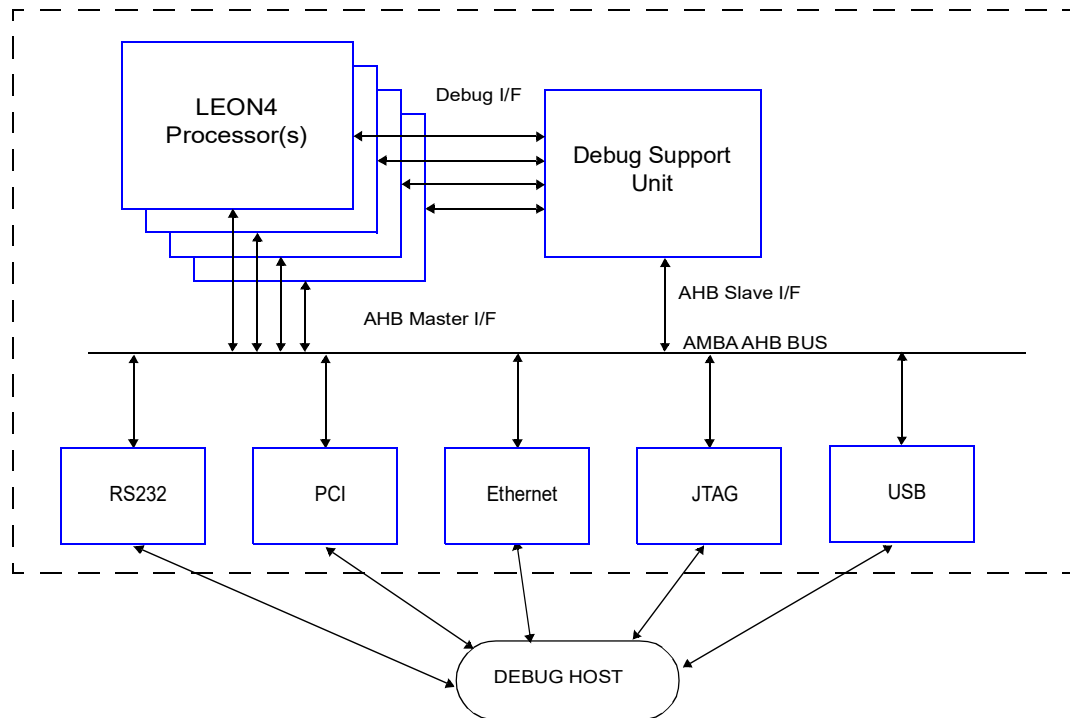 LEON4
Processor(s)
Debug I/F
Debug Support
Unit
AHB Slave I/F
AHB Master I/F
AMBA AHB BUS
RS232
PCI
Ethernet
JTAG
USB
DEBUG HOST